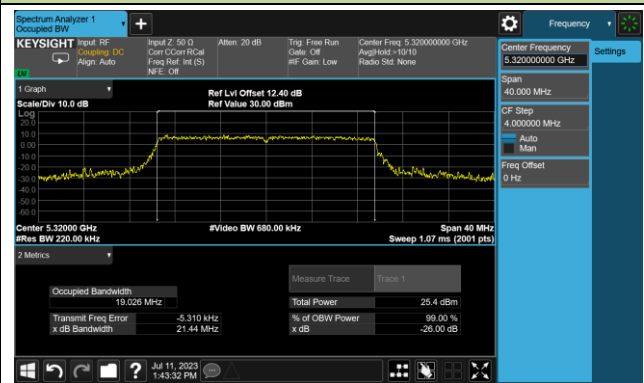 Spectrum Analyzer 1
Occupied BW
Frequency
KEYSIGHT
Input: RF
Coupling: DC
Align: Auto
Input Z: 50 Ω
Corr CCorr RCal
Freq Ref: Int (S)
NFE: Off
Atten: 20 dB
Trig: Free Run
Gate: Off
#IF Gain: Low
Center Freq: 5.320000000 GHz
Avg|Hold:>10/10
Radio Std: None
Center Frequency
5.320000000 GHz
Settings
Span
40.000 MHz
CF Step
4.000000 MHz
Auto
Man
Freq Offset
0 Hz
1 Graph
Scale/Div 10.0 dB
Ref Lvl Offset 12.40 dB
Ref Value 30.00 dBm
Log
20.0
10.0
0.00
-10.0
-20.0
-30.0
-40.0
-50.0
-60.0
Center 5.32000 GHz
#Video BW 680.00 kHz
Span 40 MHz
#Res BW 220.00 kHz
Sweep 1.07 ms (2001 pts)
2 Metrics
Measure Trace
Trace 1
Occupied Bandwidth
19.026 MHz
Total Power
25.4 dBm
Transmit Freq Error
-5.310 kHz
% of OBW Power
99.00 %
x dB Bandwidth
21.44 MHz
x dB
-26.00 dB
?
Jul 11, 2023
1:43:32 PM